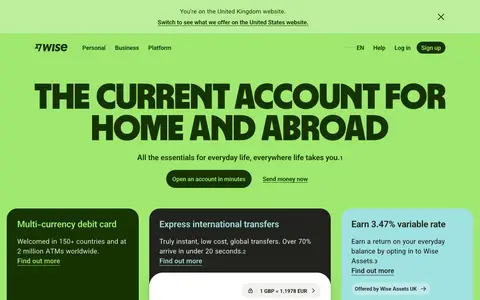 You're on the United Kingdom website.
Switch to see what we offer on the United States website.
WISE
Personal Business Platform
EN Help Log in Sign up
THE CURRENT ACCOUNT FOR
HOME AND ABROAD
All the essentials for everyday life, everywhere life takes you.1
Open an account in minutes Send money now
Multi-currency debit card
Welcomed in 150+ countries and at
2 million ATMs worldwide.
Find out more
Express international transfers
Truly instant, low cost, global transfers. Over 70%
arrive in under 20 seconds.2
Find out more
1 GBP = 1.1978 EUR
Earn 3.47% variable rate
Earn a return on your everyday
balance by opting in to Wise
Assets.3
Find out more
Offered by Wise Assets UK